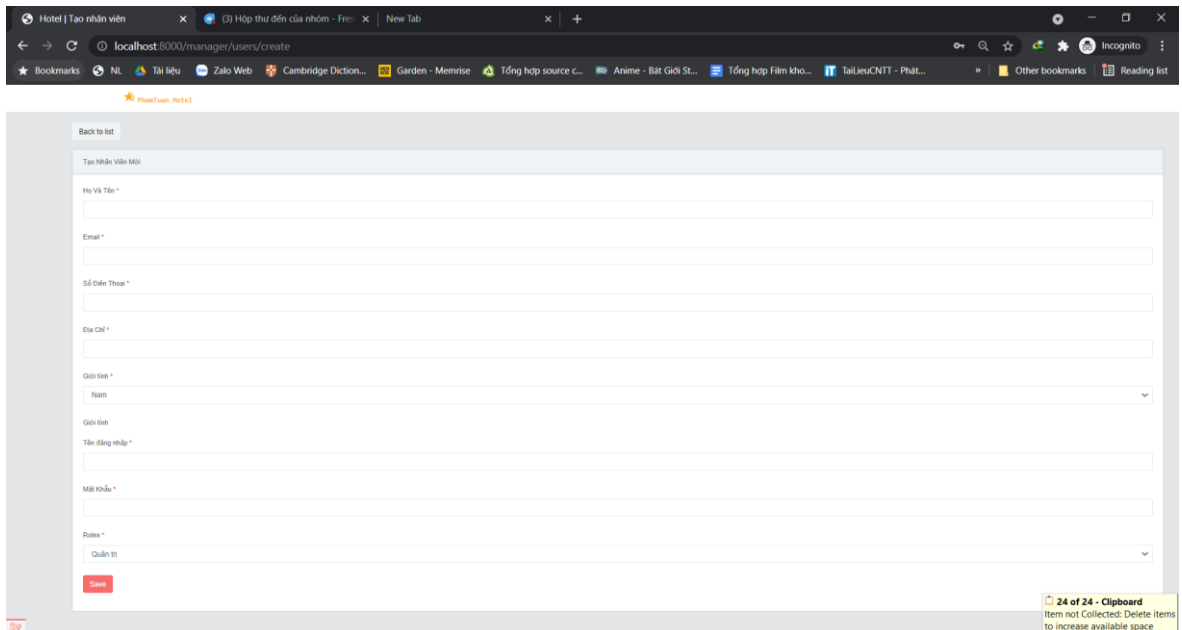 Hotel | Tạo nhân viên
(3) Hộp thư đến của nhóm - Fres
New Tab
localhost:8000/manager/users/create
Incognito
Bookmarks
NL
Tài liệu
Zalo Web
Cambridge Diction...
Garden - Memrise
Tổng hợp source c...
Anime - Bát Giới St...
Tổng hợp Film kho...
TaiLieuCNTT - Phát...
»
Other bookmarks
Reading list
PhamTuan Hotel
Back to list
Tạo Nhân Viên Mới
Họ Và Tên *
Email *
Số Điện Thoại *
Địa Chỉ *
Giới tính *
Nam
Giới tính
Tên đăng nhập *
Mật Khẩu *
Roles *
Quản trị
Save
24 of 24 - Clipboard
Item not Collected: Delete items
to increase available space